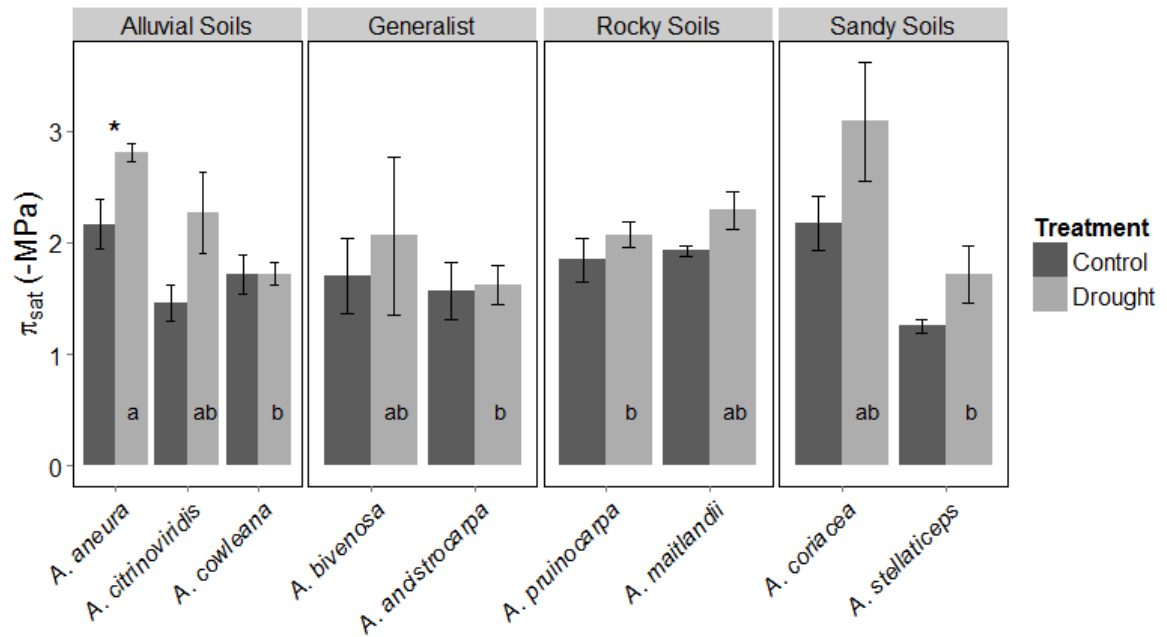 Alluvial Soils Generalist Rocky Soils Sandy Soils
πsat (-MPa)
3
2
1
0
*
a ab b ab b b ab ab b
A. aneura A. citrinoviridis A. cowleana A. bivenosa A. ancistrocarpa A. pruinocarpa A. maitlandii A. coriacea A. stellaticeps
Treatment
Control
Drought